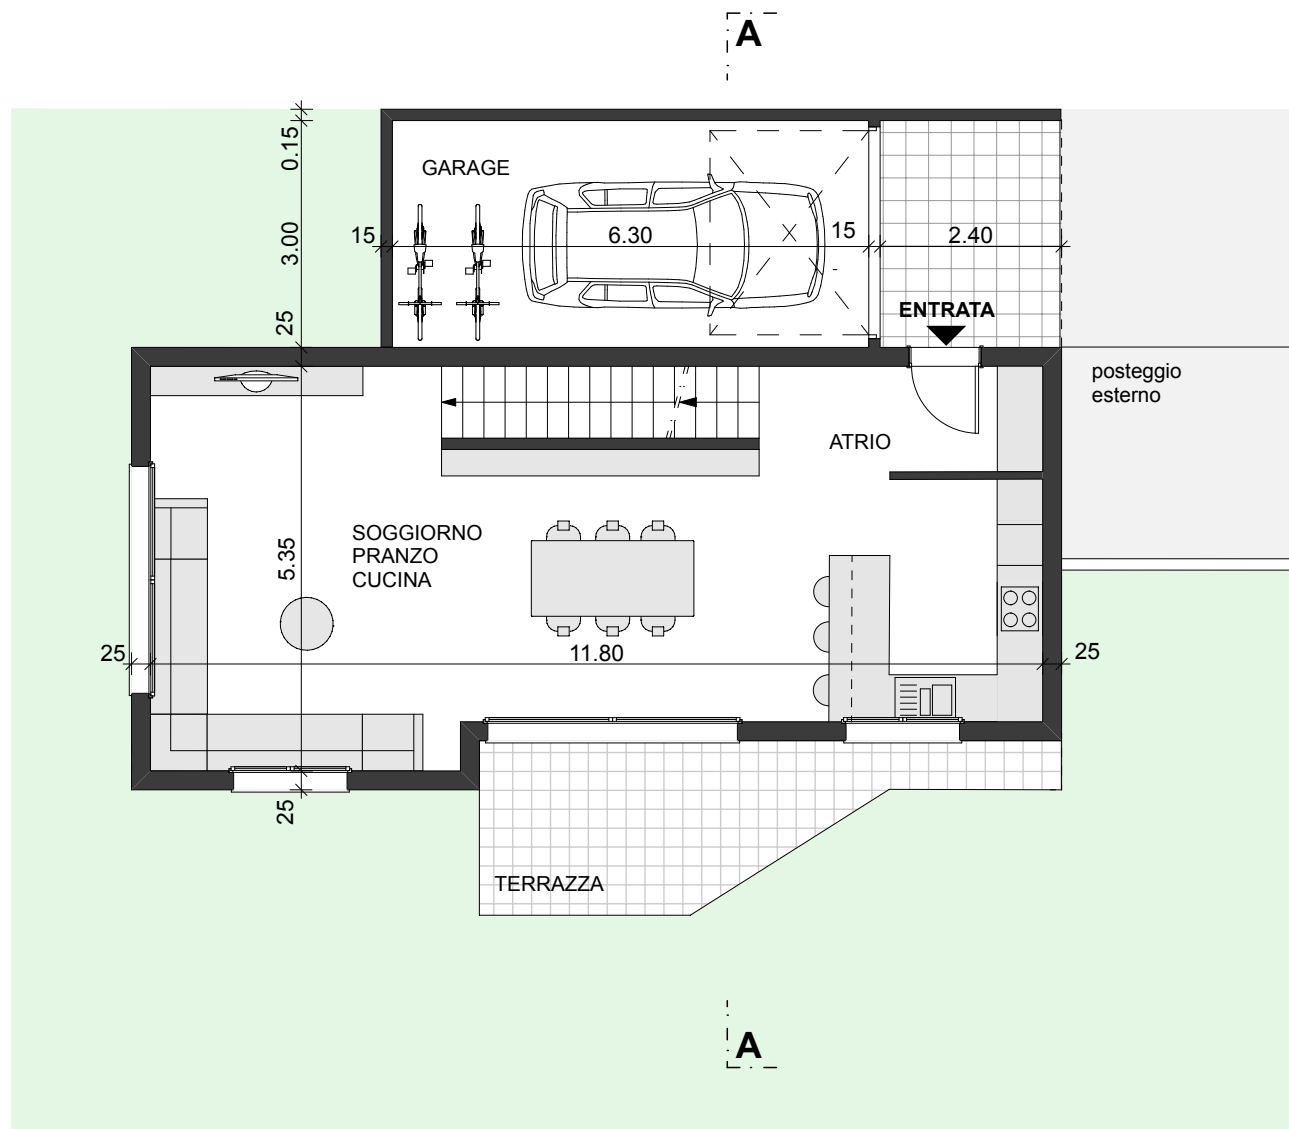 A
0.15
GARAGE
3.00
15
6.30
15
2.40
ENTRATA
25
posteggio
esterno
ATRIO
SOGGIORNO
PRANZO
CUCINA
5.35
25
11.80
25
25
TERRAZZA
A